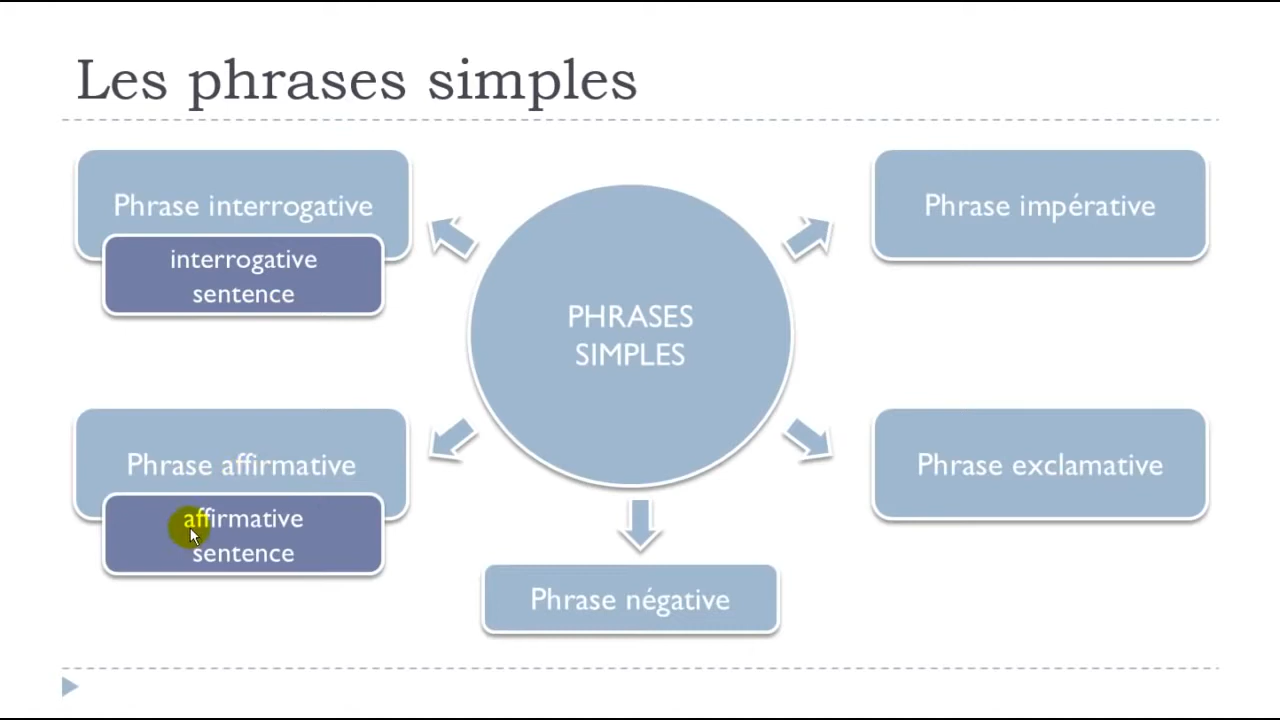 Les phrases simples
Phrase interrogative
interrogative
sentence
Phrase impérative
PHRASES
SIMPLES
Phrase affirmative
affirmative
sentence
Phrase exclamative
Phrase négative